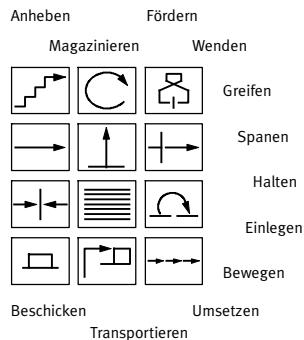 Anheben Fördern
Magazinieren Wenden
Greifen
Spanen
Halten
Einlegen
Bewegen
Beschicken Umsetzen
Transportieren